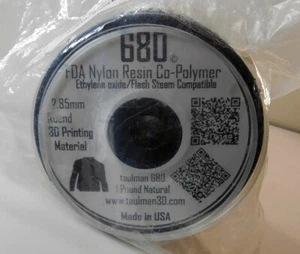 680©
FDA Nylon Resin Co-Polymer
Ethylene oxide/Flash Steam Compatible
2.85mm
Round
3D Printing
Material
taulman 680
1 Pound Natural
www.taulman3D.com
Made in USA